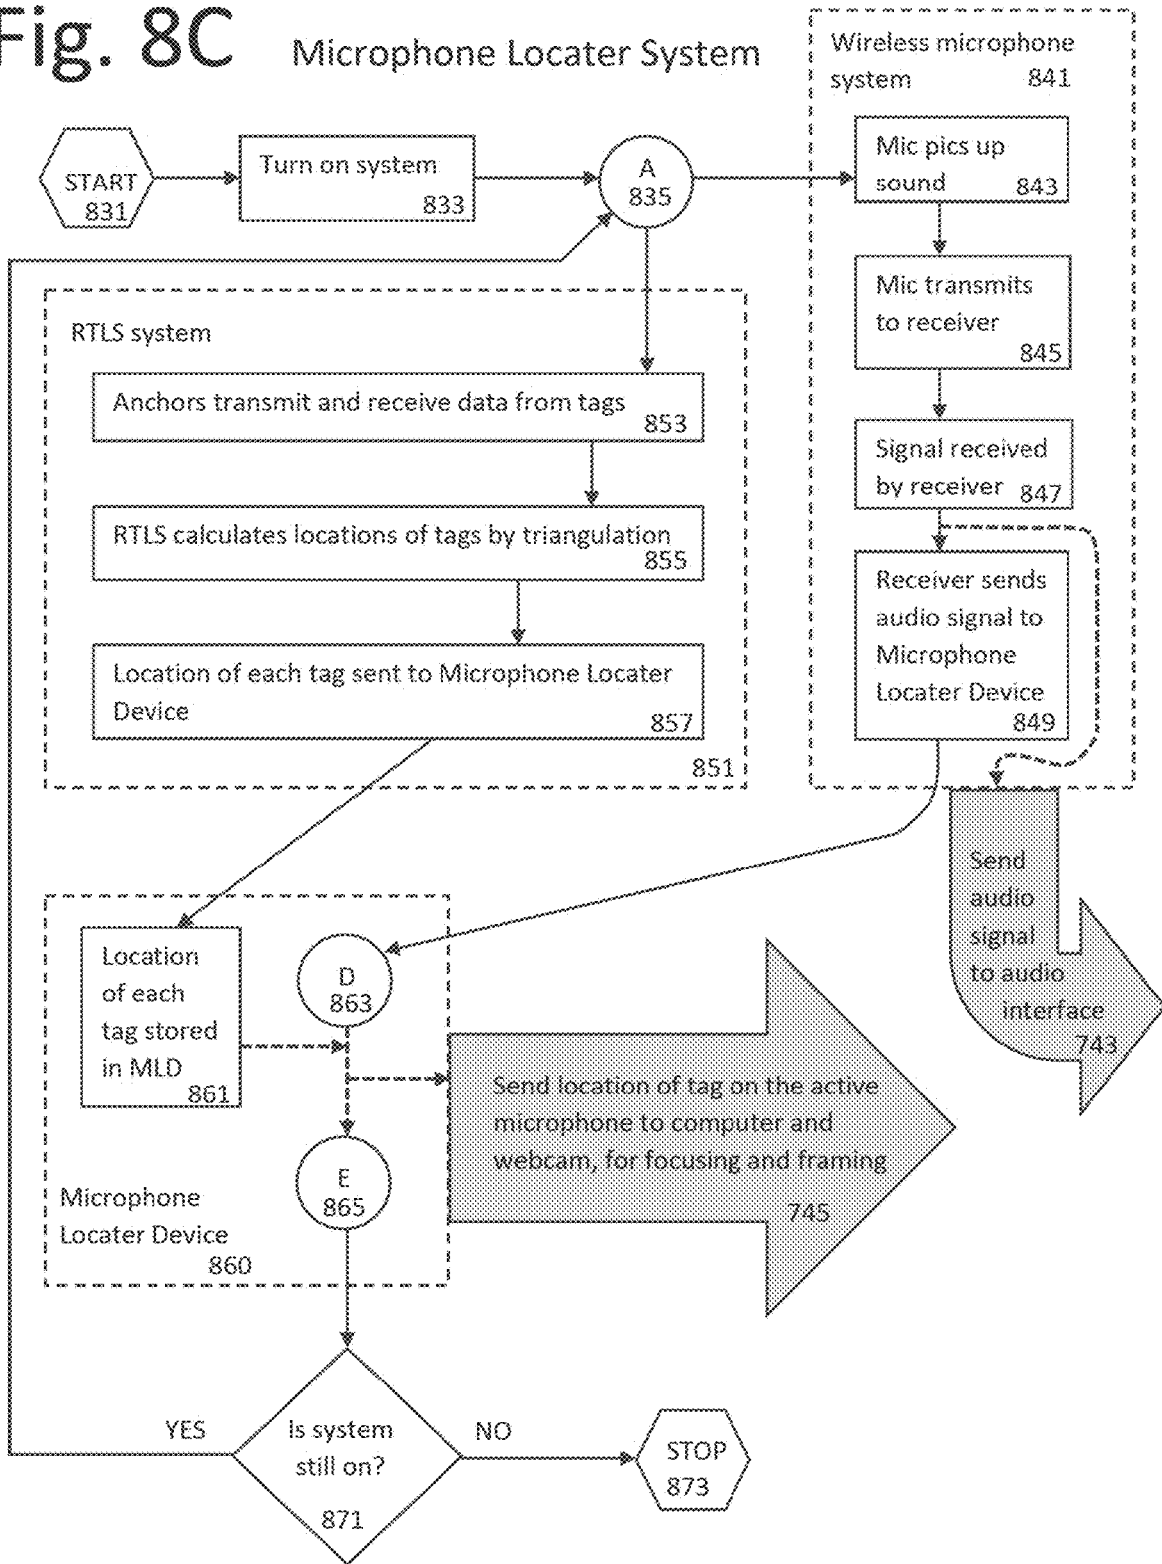 Fig. 8C
Microphone Locater System
START
831
Turn on system
833
A
835
Wireless microphone
system 841
Mic pics up
sound 843
Mic transmits
to receiver
845
Signal received
by receiver 847
Receiver sends
audio signal to
Microphone
Locater Device
849
RTLS system
Anchors transmit and receive data from tags
853
RTLS calculates locations of tags by triangulation
855
Location of each tag sent to Microphone Locater
Device
857
851
Send
audio
signal
to audio
interface
743
Location
of each
tag stored
in MLD
861
D
863
E
865
Microphone
Locater Device
860
Send location of tag on the active
microphone to computer and
webcam, for focusing and framing
745
YES
Is system
still on?
871
NO
STOP
873